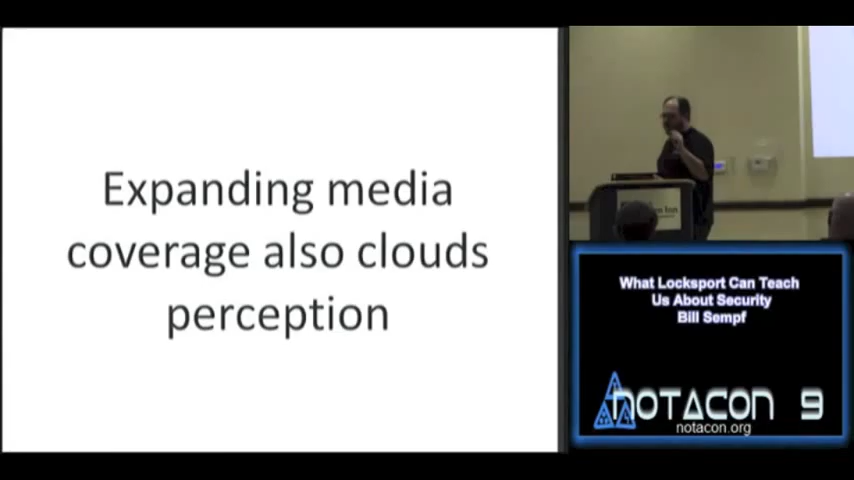 Expanding media
coverage also clouds
perception
What Locksport Can Teach
Us About Security
Bill Sempf
NOTACON 9
notacon.org